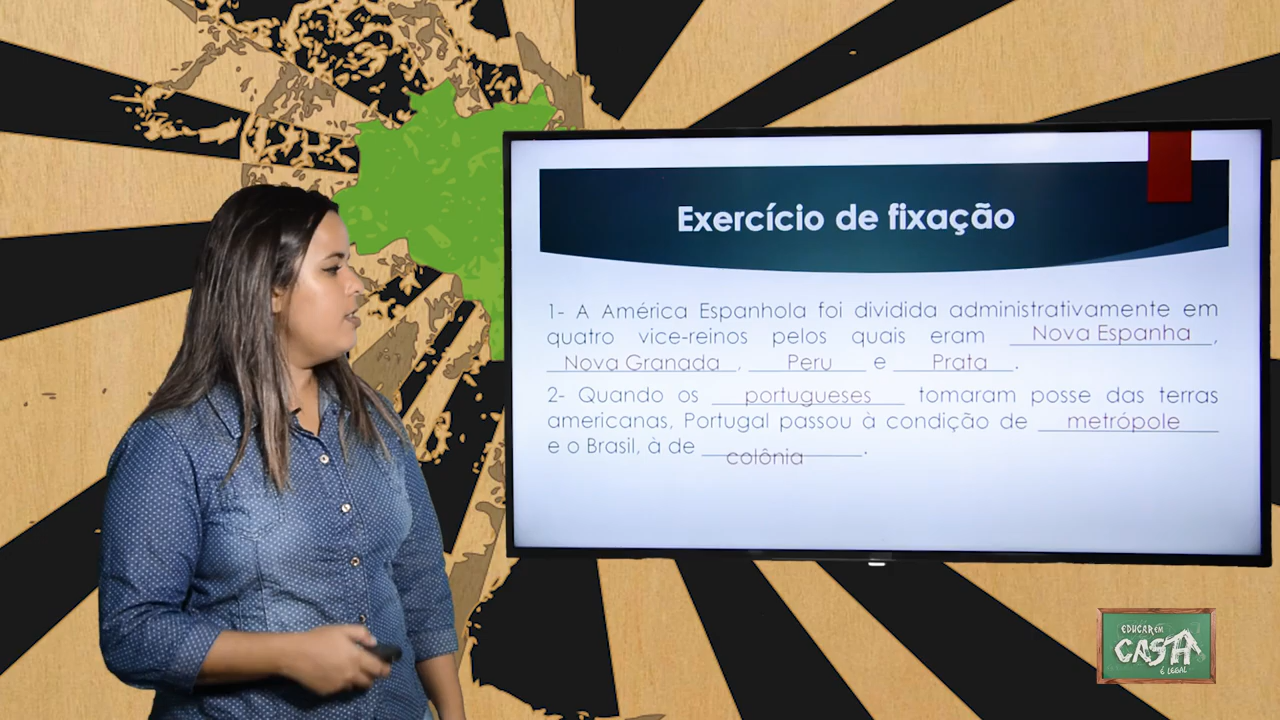 Exercício de fixação
1- A América Espanhola foi dividida administrativamente em
quatro vice-reinos pelos quais eram Nova Espanha,
Nova Granada, Peru e Prata.
2- Quando os portugueses tomaram posse das terras
americanas, Portugal passou à condição de metrópole
e o Brasil, à de colônia.
EDUCAR EM
CASA
É LEGAL